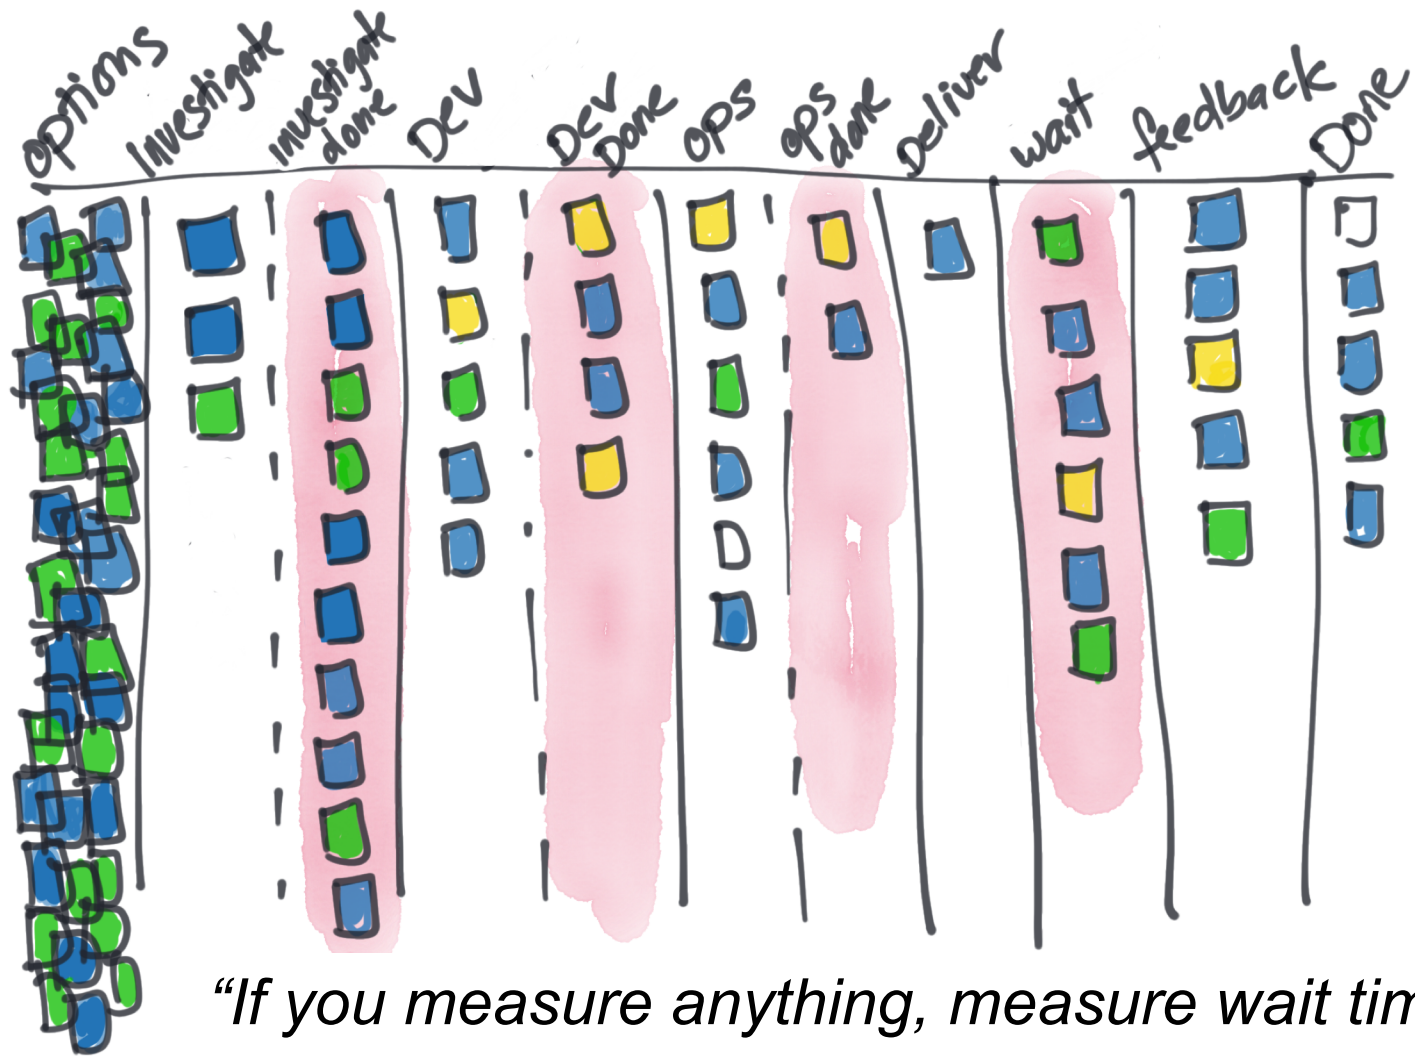 options
Investigate
investigate
done
Dev
Dev
Done
OPS
OPS
done
Deliver
wait
feedback
Done
“If you measure anything, measure wait tim